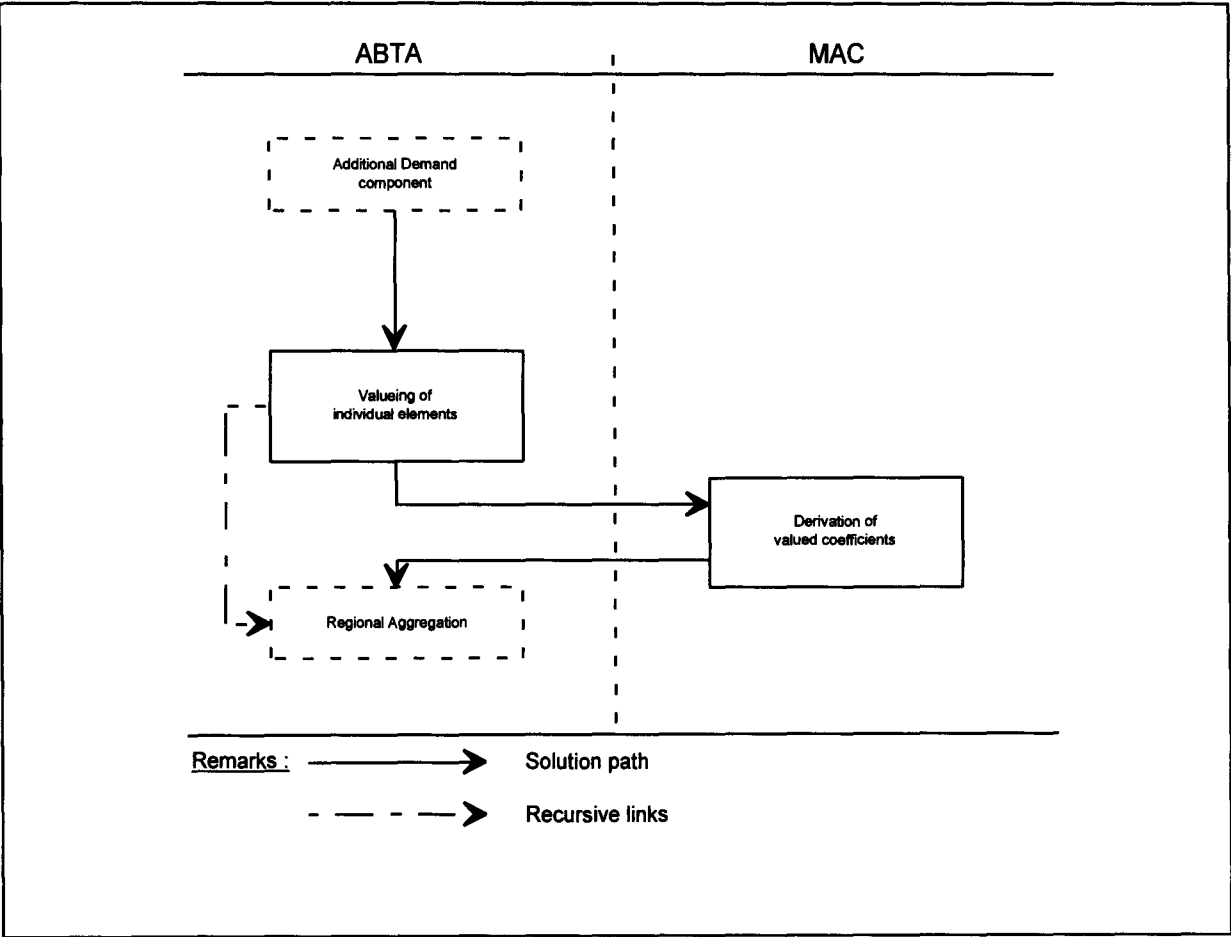 ABTA
MAC
Additional Demand
component
Valueing of
individual elements
Derivation of
valued coefficients
Regional Aggregation
Remarks :
Solution path
Recursive links